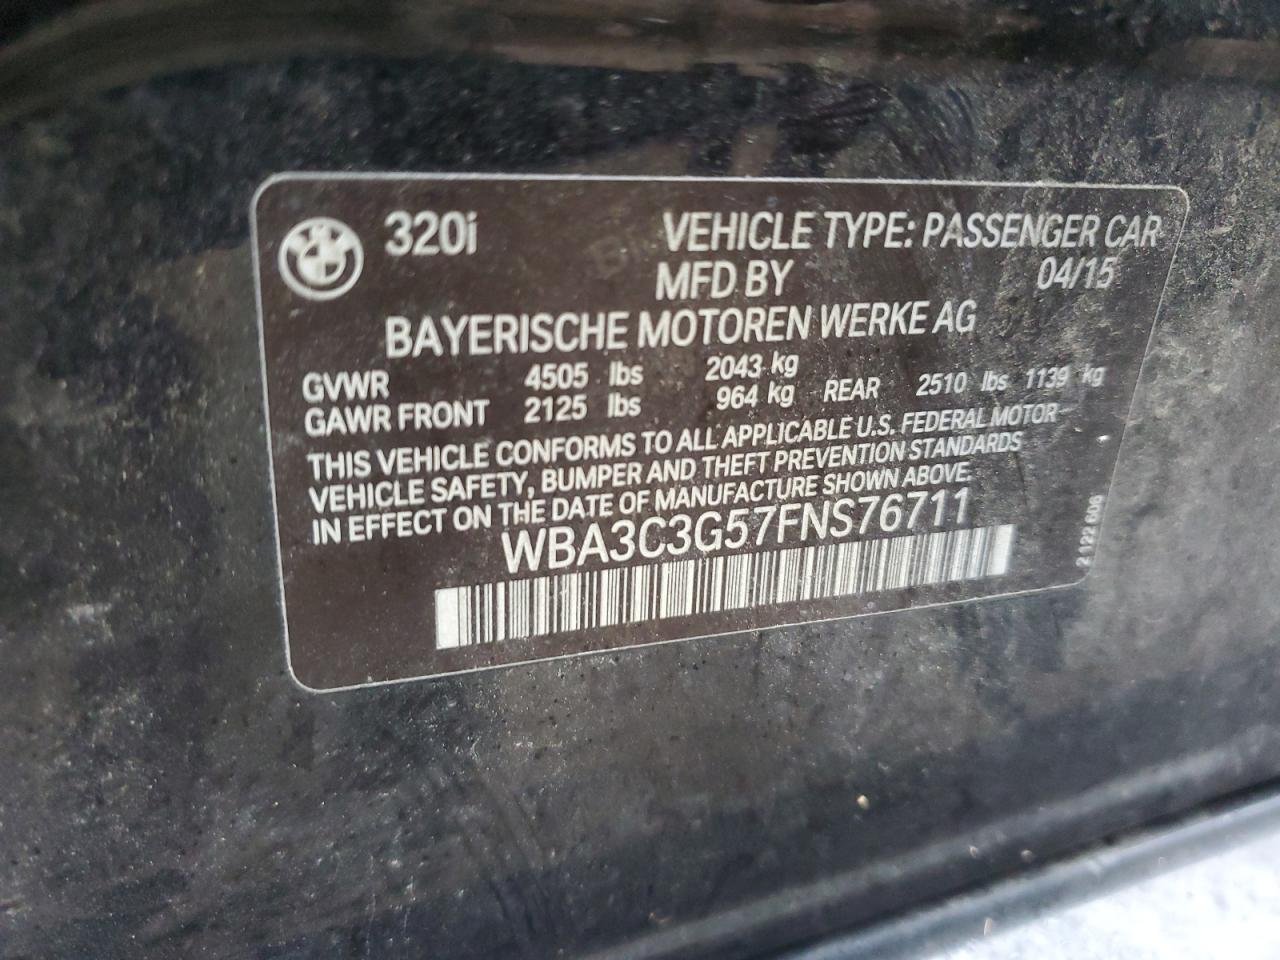 320i VEHICLE TYPE: PASSENGER CAR
MFD BY 04/15
BAYERISCHE MOTOREN WERKE AG
GVWR 4505 lbs 2043 kg
GAWR FRONT 2125 lbs 964 kg REAR 2510 lbs 1139 kg
THIS VEHICLE CONFORMS TO ALL APPLICABLE U.S. FEDERAL MOTOR
VEHICLE SAFETY, BUMPER AND THEFT PREVENTION STANDARDS
IN EFFECT ON THE DATE OF MANUFACTURE SHOWN ABOVE.
WBA3C3G57FNS76711